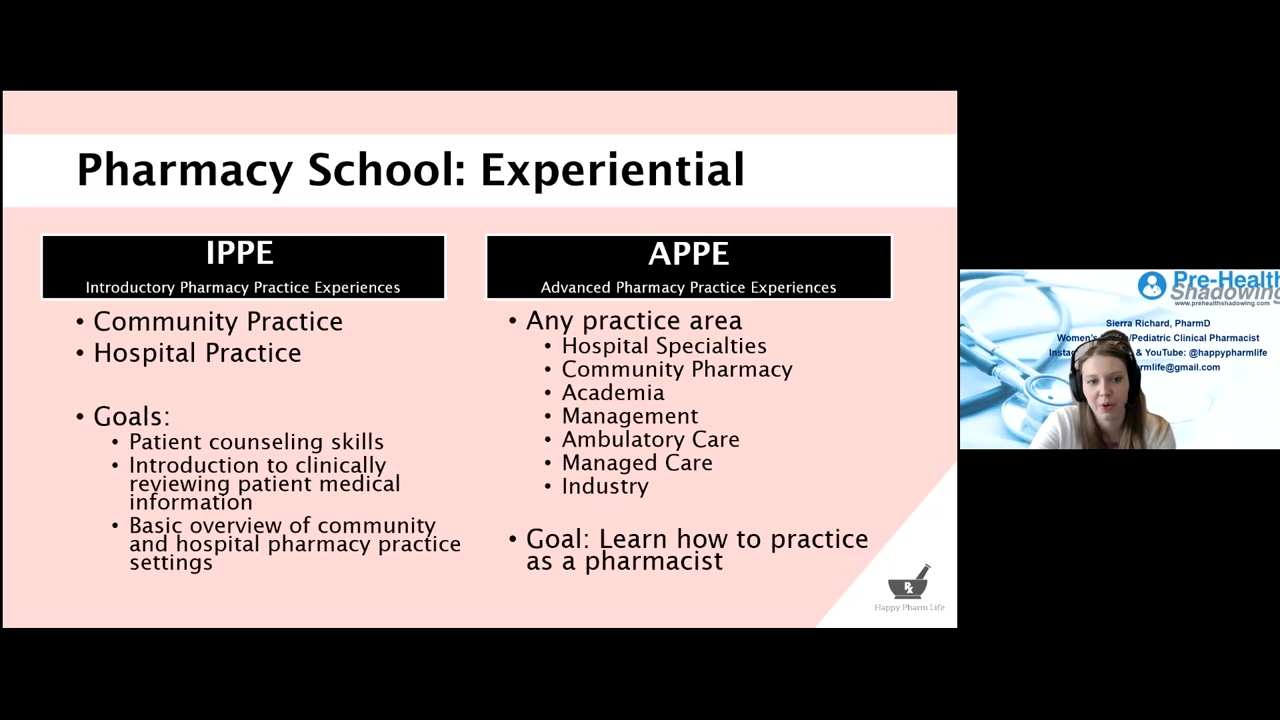 Pharmacy School: Experiential
IPPE
Introductory Pharmacy Practice Experiences
• Community Practice
• Hospital Practice
• Goals:
• Patient counseling skills
• Introduction to clinically
reviewing patient medical
information
• Basic overview of community
and hospital pharmacy practice
settings
APPE
Advanced Pharmacy Practice Experiences
• Any practice area
• Hospital Specialties
• Community Pharmacy
• Academia
• Management
• Ambulatory Care
• Managed Care
• Industry
• Goal: Learn how to practice
as a pharmacist
Rx
Happy Pharm Life
Pre-Health
Shadowing
www.prehealthshadowing.com
Sierra Richard, PharmD
Women's /Pediatric Clinical Pharmacist
& YouTube: @happypharmlife